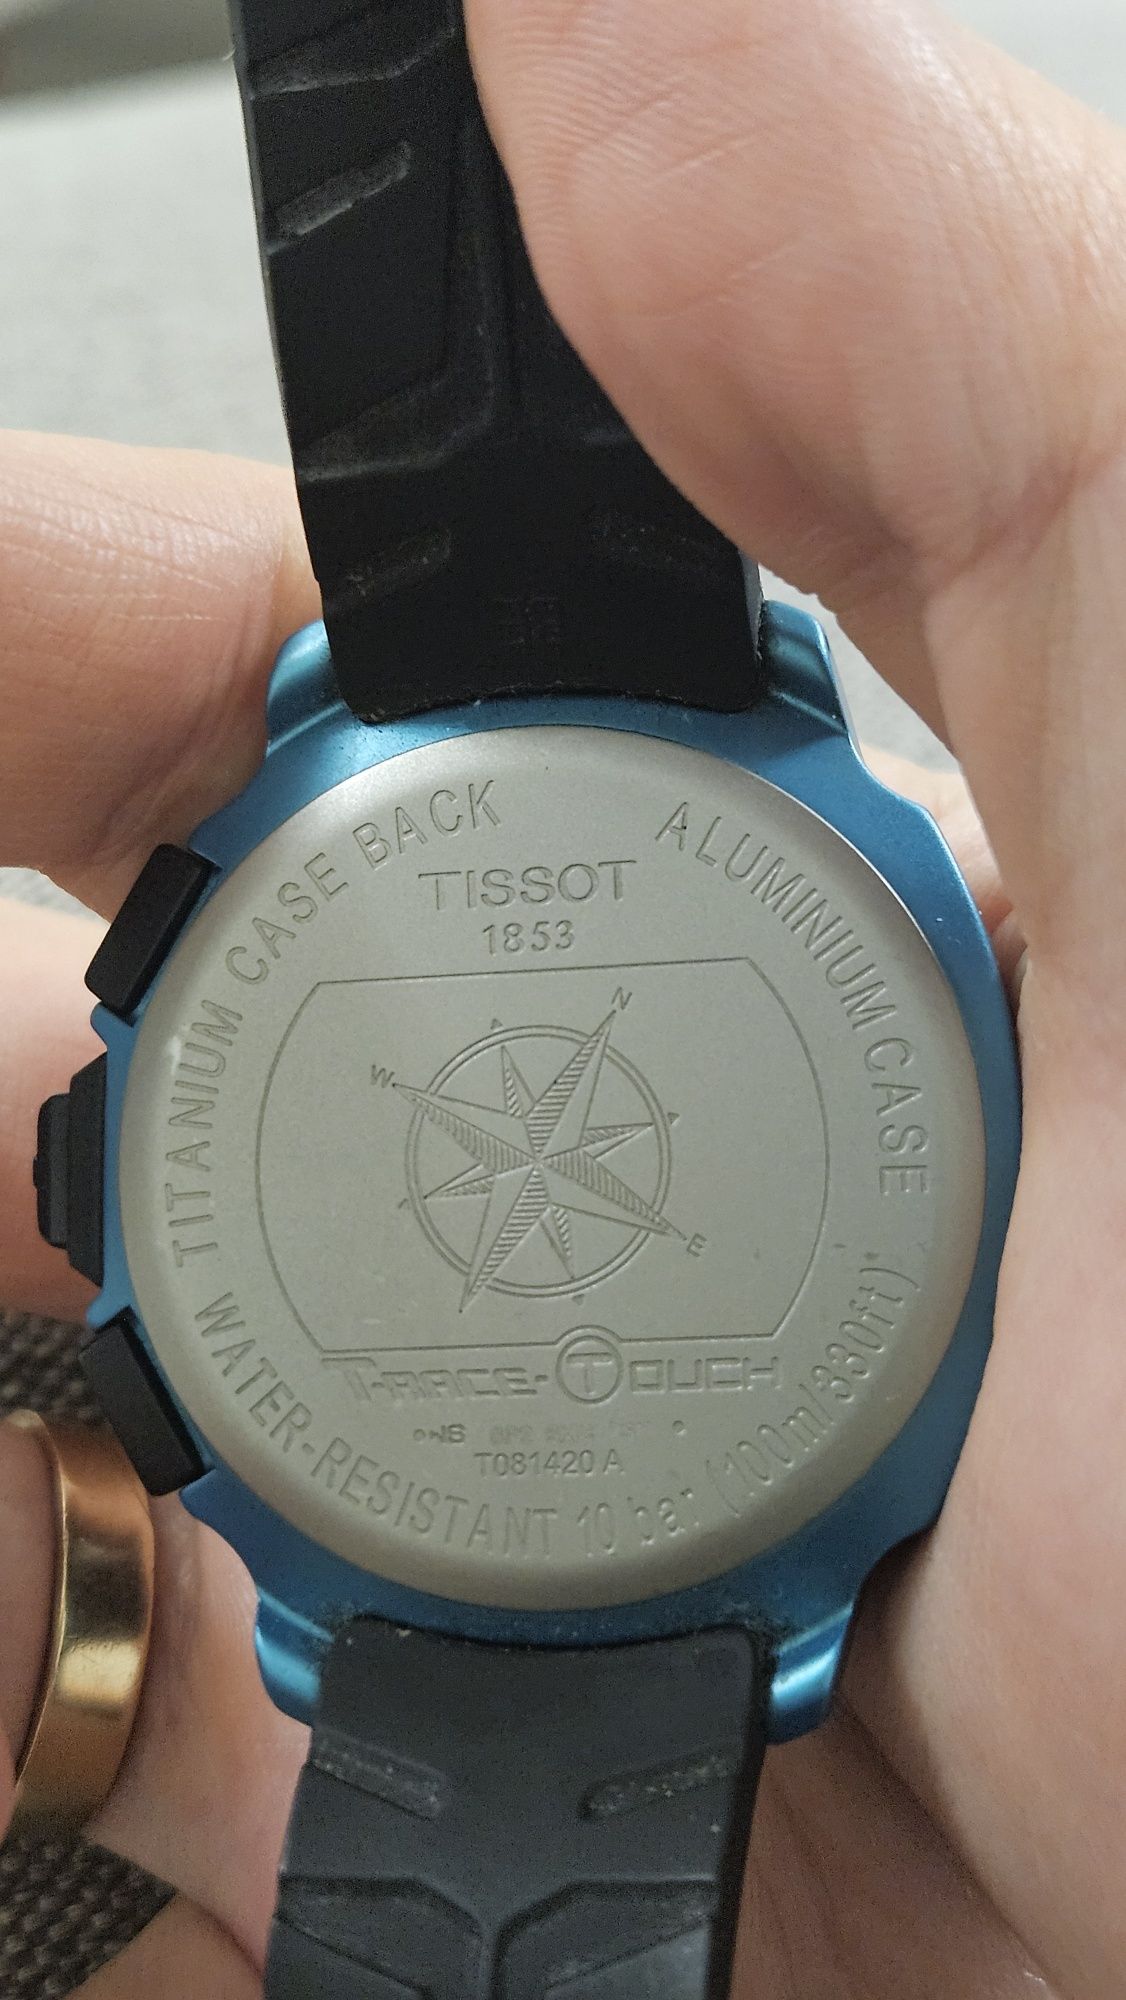 TITANIUM CASE BACK
ALUMINIUM CASE
TISSOT
1853
N
W
E
T-RACE-TOUCH
T081420 A
WATER-RESISTANT 10 bar (100m/330ft)